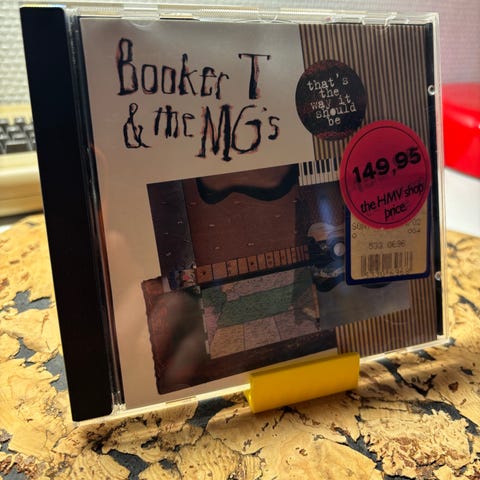 Booker T
& the MG's
that's
the
way it
should
be
149,95
the HMV shop
price